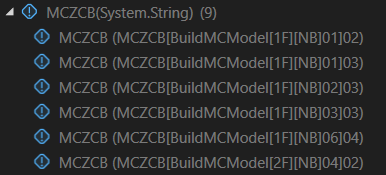 MCZCB(System.String) (9)
MCZCB (MCZCB[BuildMCModel[1F][NB]01]02)
MCZCB (MCZCB[BuildMCModel[1F][NB]01]03)
MCZCB (MCZCB[BuildMCModel[1F][NB]02]03)
MCZCB (MCZCB[BuildMCModel[1F][NB]03]03)
MCZCB (MCZCB[BuildMCModel[1F][NB]06]04)
MCZCB (MCZCB[BuildMCModel[2F][NB]04]02)